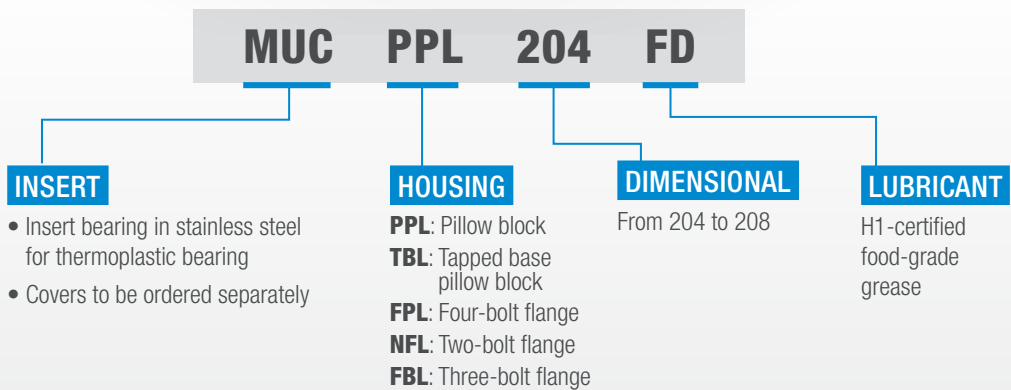 MUC PPL 204 FD
INSERT
• Insert bearing in stainless steel
for thermoplastic bearing
• Covers to be ordered separately
HOUSING
PPL: Pillow block
TBL: Tapped base
pillow block
FPL: Four-bolt flange
NFL: Two-bolt flange
FBL: Three-bolt flange
DIMENSIONAL
From 204 to 208
LUBRICANT
H1-certified
food-grade
grease